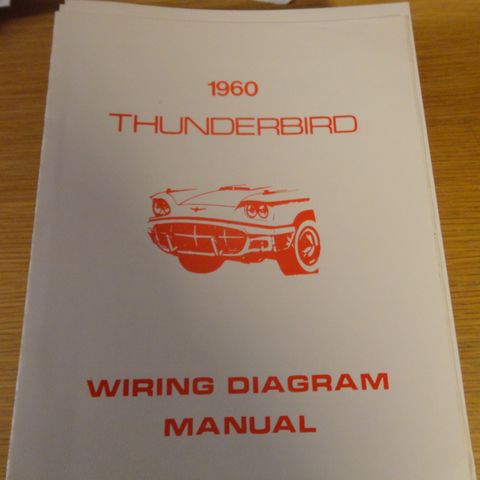 1960
THUNDERBIRD
WIRING DIAGRAM
MANUAL